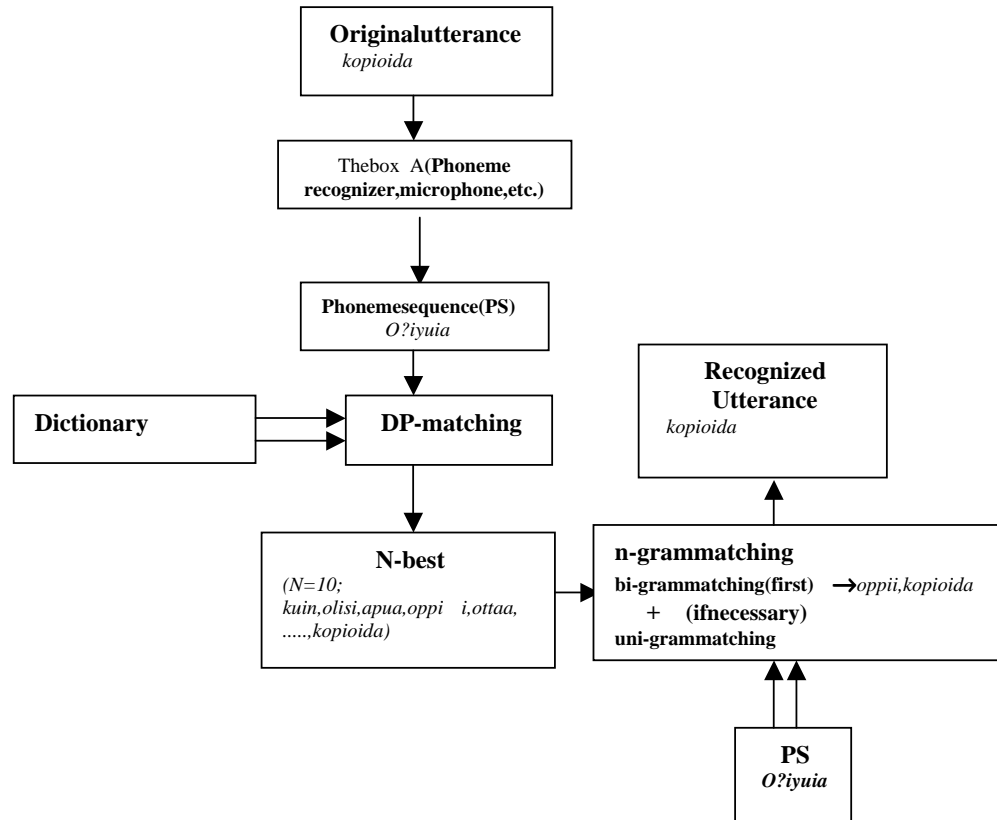 Originalutterance
kopioida
Thebox A(Phoneme
recognizer,microphone,etc.)
Phonemesequence(PS)
O?iyuia
Dictionary
DP-matching
Recognized
Utterance
kopioida
N-best
(N=10;
kuin,olisi,apua,oppi i,ottaa,
.....,kopioida)
n-grammatching
bi-grammatching(first) →oppii,kopioida
+ (ifnecessary)
uni-grammatching
PS
O?iyuia